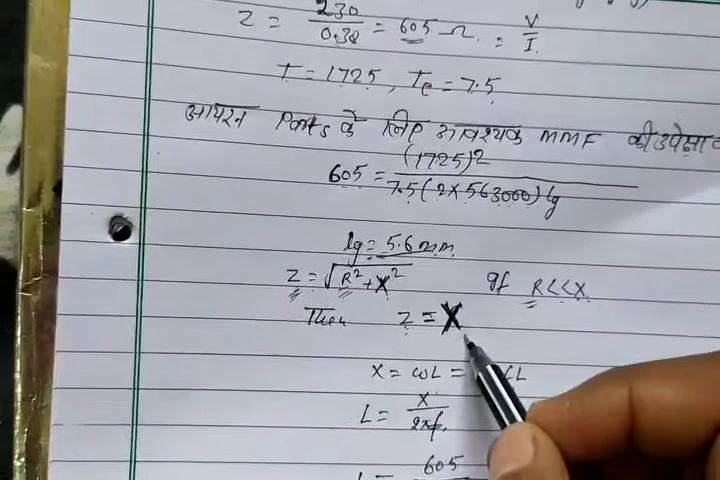 Z = 230 / 0.38 = 605 Ω = V / I
T = 1725, Te = 7.5
आयरन Parts के लिए आवश्यक MMF की उपेक्षा
605 = (1725)2 / 7.5(2×563000) lg
lg = 5.6 mm
Z = √R2 + X2 If R<<X
Then Z = X
X = ωL = L
L = X / 2πf
605